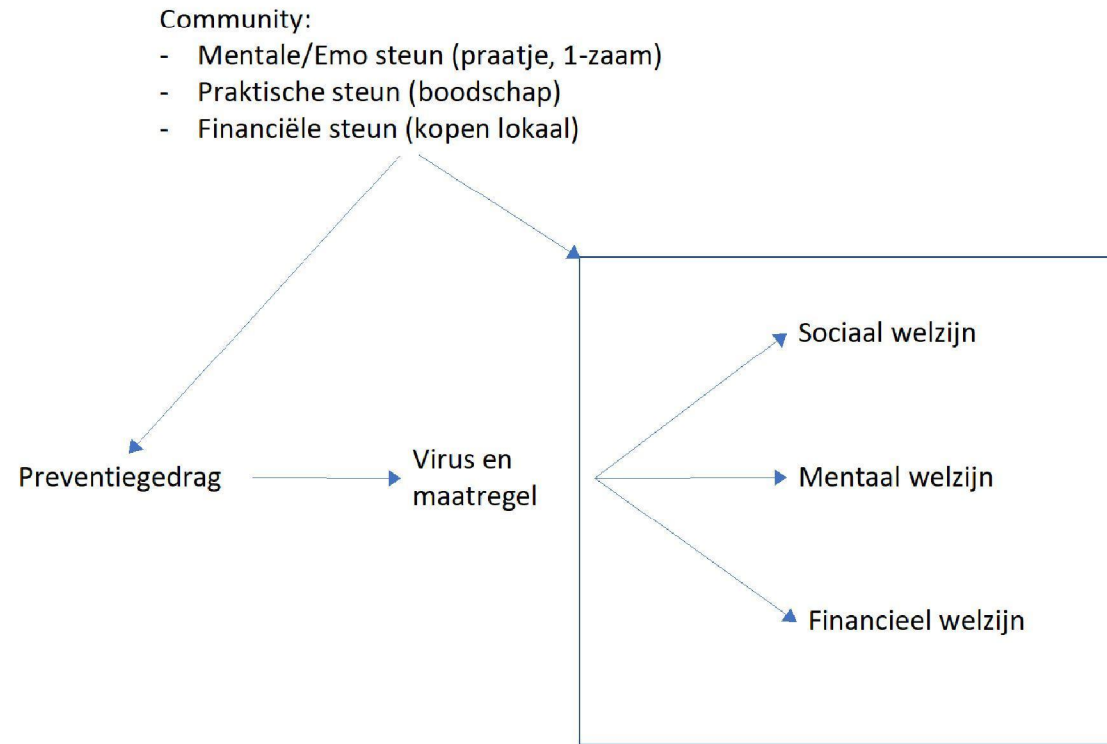 Community:
- Mentale/Emo steun (praatje, 1-zaam)
- Praktische steun (boodschap)
- Financiële steun (kopen lokaal)
Sociaal welzijn
Preventiegedrag
Virus en
maatregel
Mentaal welzijn
Financieel welzijn